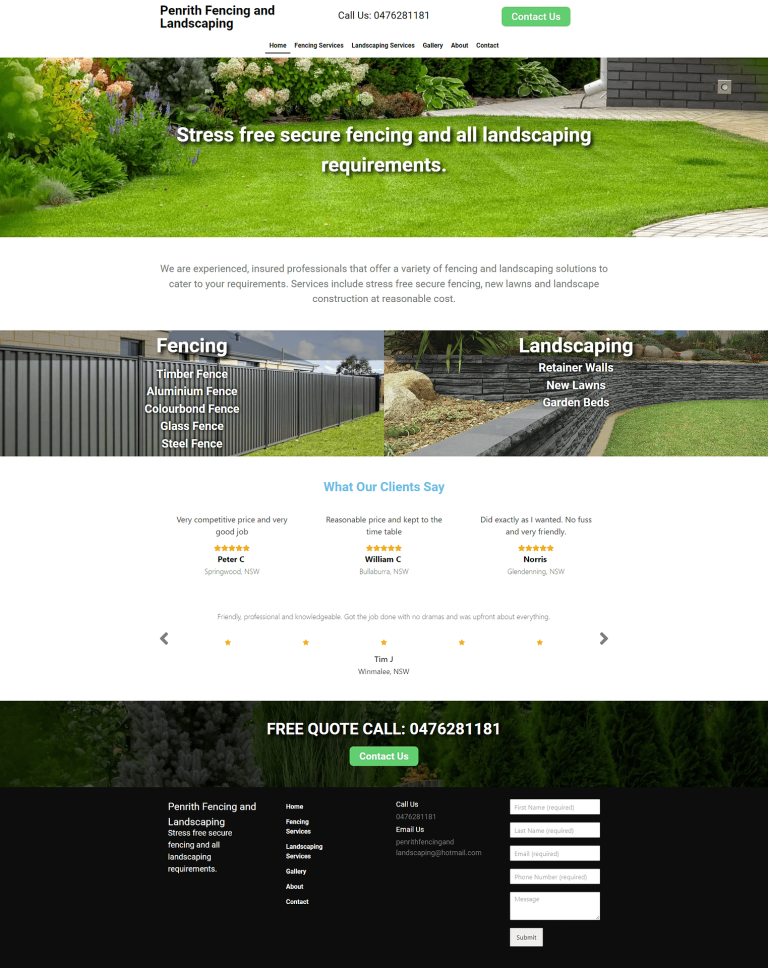 Penrith Fencing and
Landscaping
Call Us: 0476281181
Contact Us
Home Fencing Services Landscaping Services Gallery About Contact
Stress free secure fencing and all landscaping
requirements.
We are experienced, insured professionals that offer a variety of fencing and landscaping solutions to
cater to your requirements. Services include stress free secure fencing, new lawns and landscape
construction at reasonable cost.
Fencing
Timber Fence
Aluminium Fence
Colourbond Fence
Glass Fence
Steel Fence
Landscaping
Retainer Walls
New Lawns
Garden Beds
What Our Clients Say
Very competitive price and very
good job
Peter C
Springwood, NSW
Reasonable price and kept to the
time table
William C
Bullaburra, NSW
Did exactly as I wanted. No fuss
and very friendly.
Norris
Glendenning, NSW
Friendly, professional and knowledgeable. Got the job done with no dramas and was upfront about everything.
Tim J
Winmalee, NSW
FREE QUOTE CALL: 0476281181
Contact Us
Penrith Fencing and
Landscaping
Stress free secure
fencing and all
landscaping
requirements.
Home
Fencing
Services
Landscaping
Services
Gallery
About
Contact
Call Us
0476281181
Email Us
penrithfencingand
landscaping@hotmail.com
First Name (required)
Last Name (required)
Email (required)
Phone Number (required)
Message
Submit